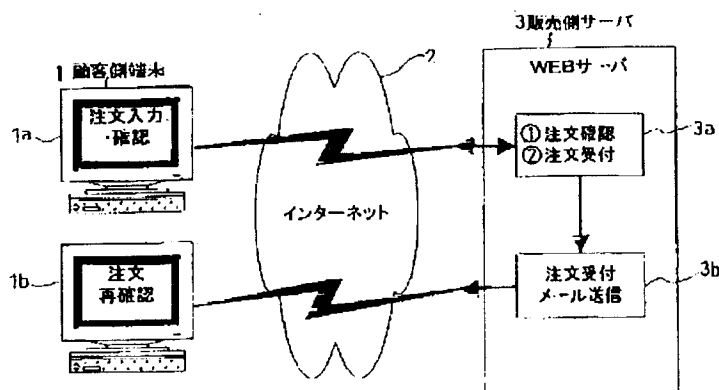 3販売側サーバ
WEBサーバ
1 顧客側端末
2
1a
注文入力
・確認
①注文確認
②注文受付
3a
インターネット
1b
注文
再確認
注文受付
メール送信
3b